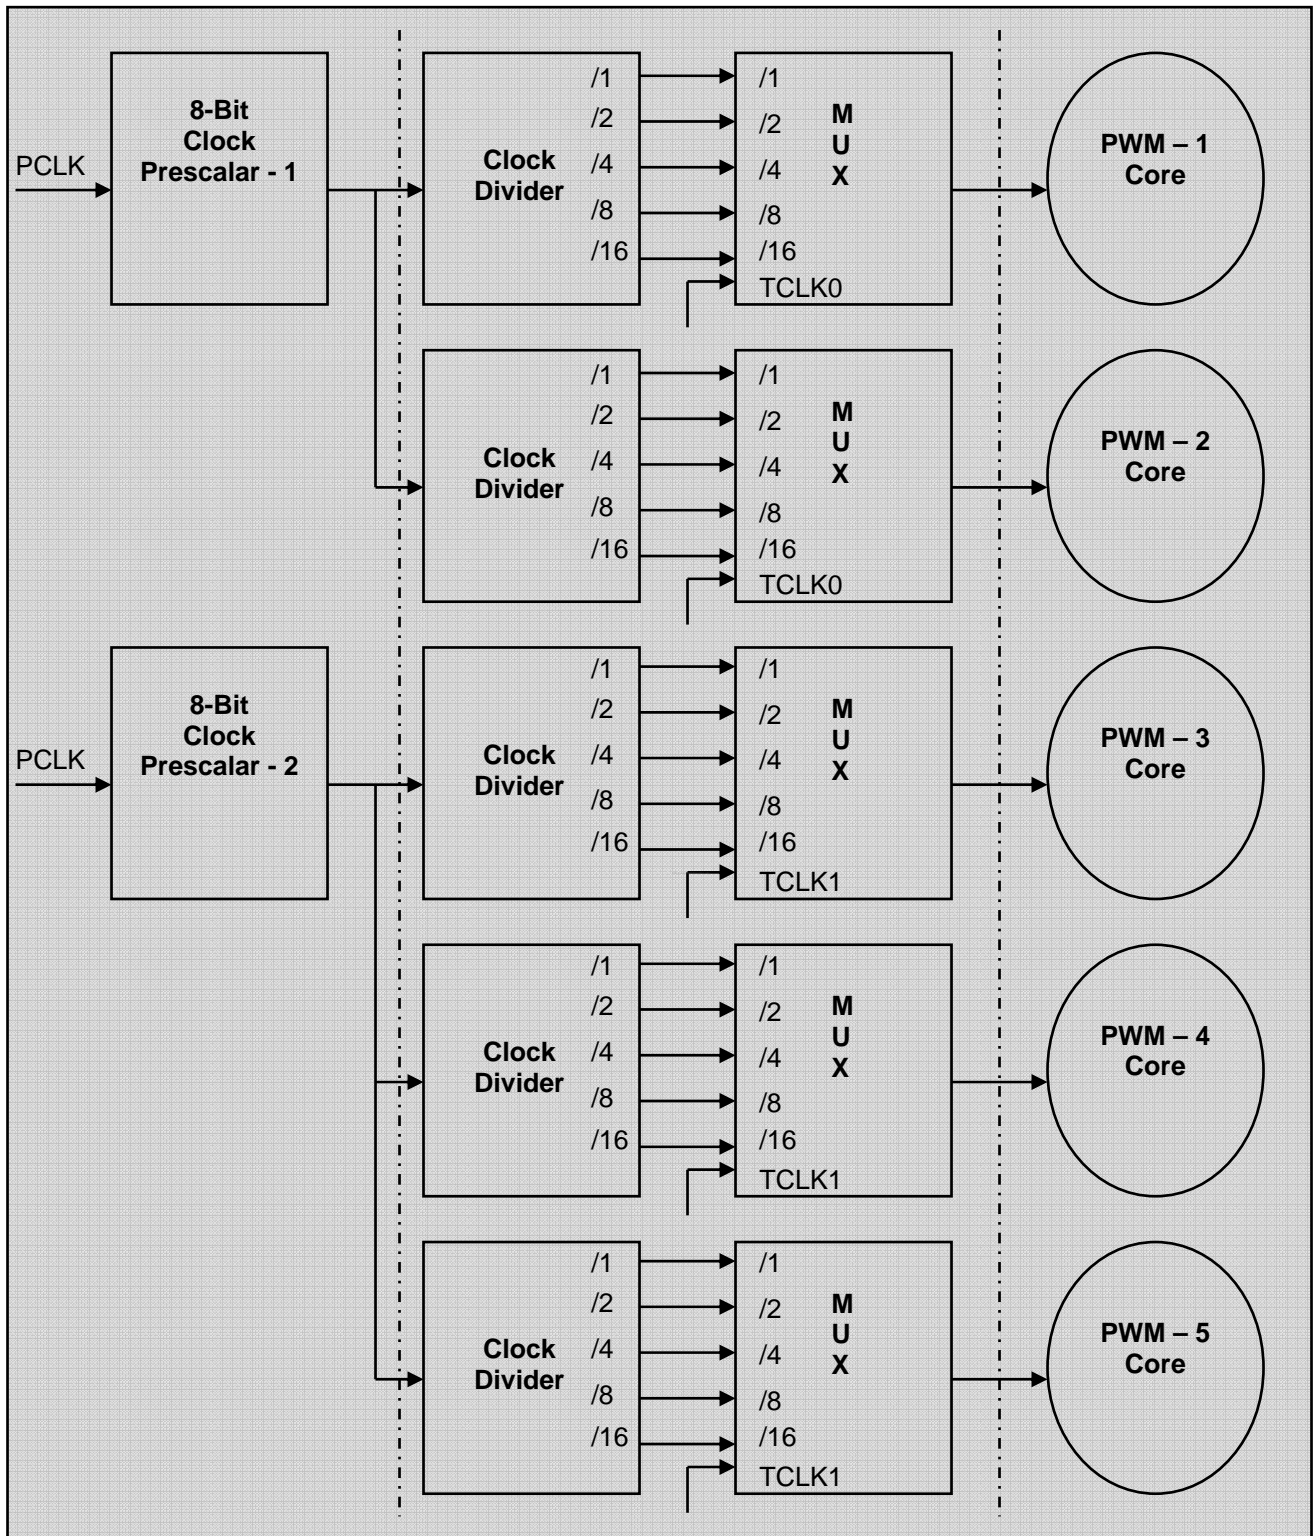 PCLK
8-Bit
Clock
Prescalar - 1
Clock
Divider
/1
/2
/4
/8
/16
/1
/2
/4
/8
/16
TCLK0
M
U
X
PWM – 1
Core
Clock
Divider
/1
/2
/4
/8
/16
/1
/2
/4
/8
/16
TCLK0
M
U
X
PWM – 2
Core
PCLK
8-Bit
Clock
Prescalar - 2
Clock
Divider
/1
/2
/4
/8
/16
/1
/2
/4
/8
/16
TCLK1
M
U
X
PWM – 3
Core
Clock
Divider
/1
/2
/4
/8
/16
/1
/2
/4
/8
/16
TCLK1
M
U
X
PWM – 4
Core
Clock
Divider
/1
/2
/4
/8
/16
/1
/2
/4
/8
/16
TCLK1
M
U
X
PWM – 5
Core